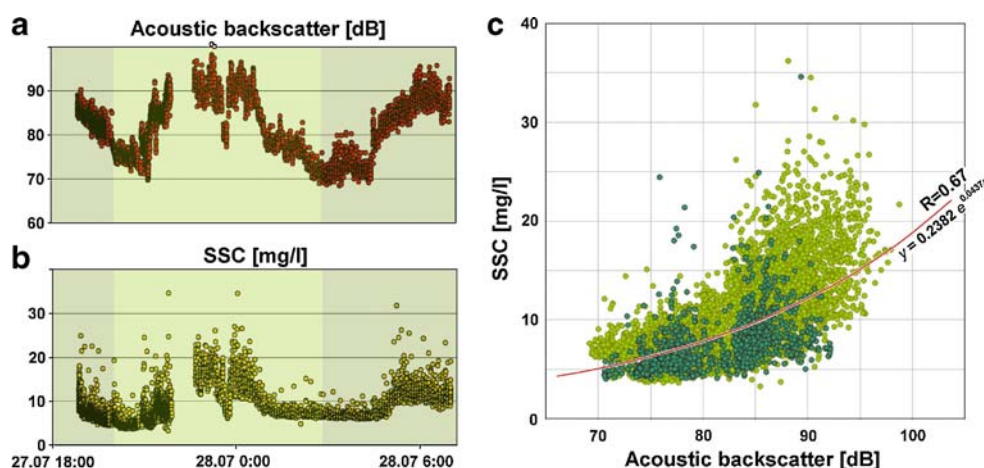 a
Acoustic backscatter [dB]
90
80
70
60
b
SSC [mg/l]
30
20
10
0
27.07 18:00
28.07 0:00
28.07 6:00
c
SSC [mg/l]
40
30
20
10
0
R=0.67
y = 0.2382 e^0.0437x
70
80
90
100
Acoustic backscatter [dB]